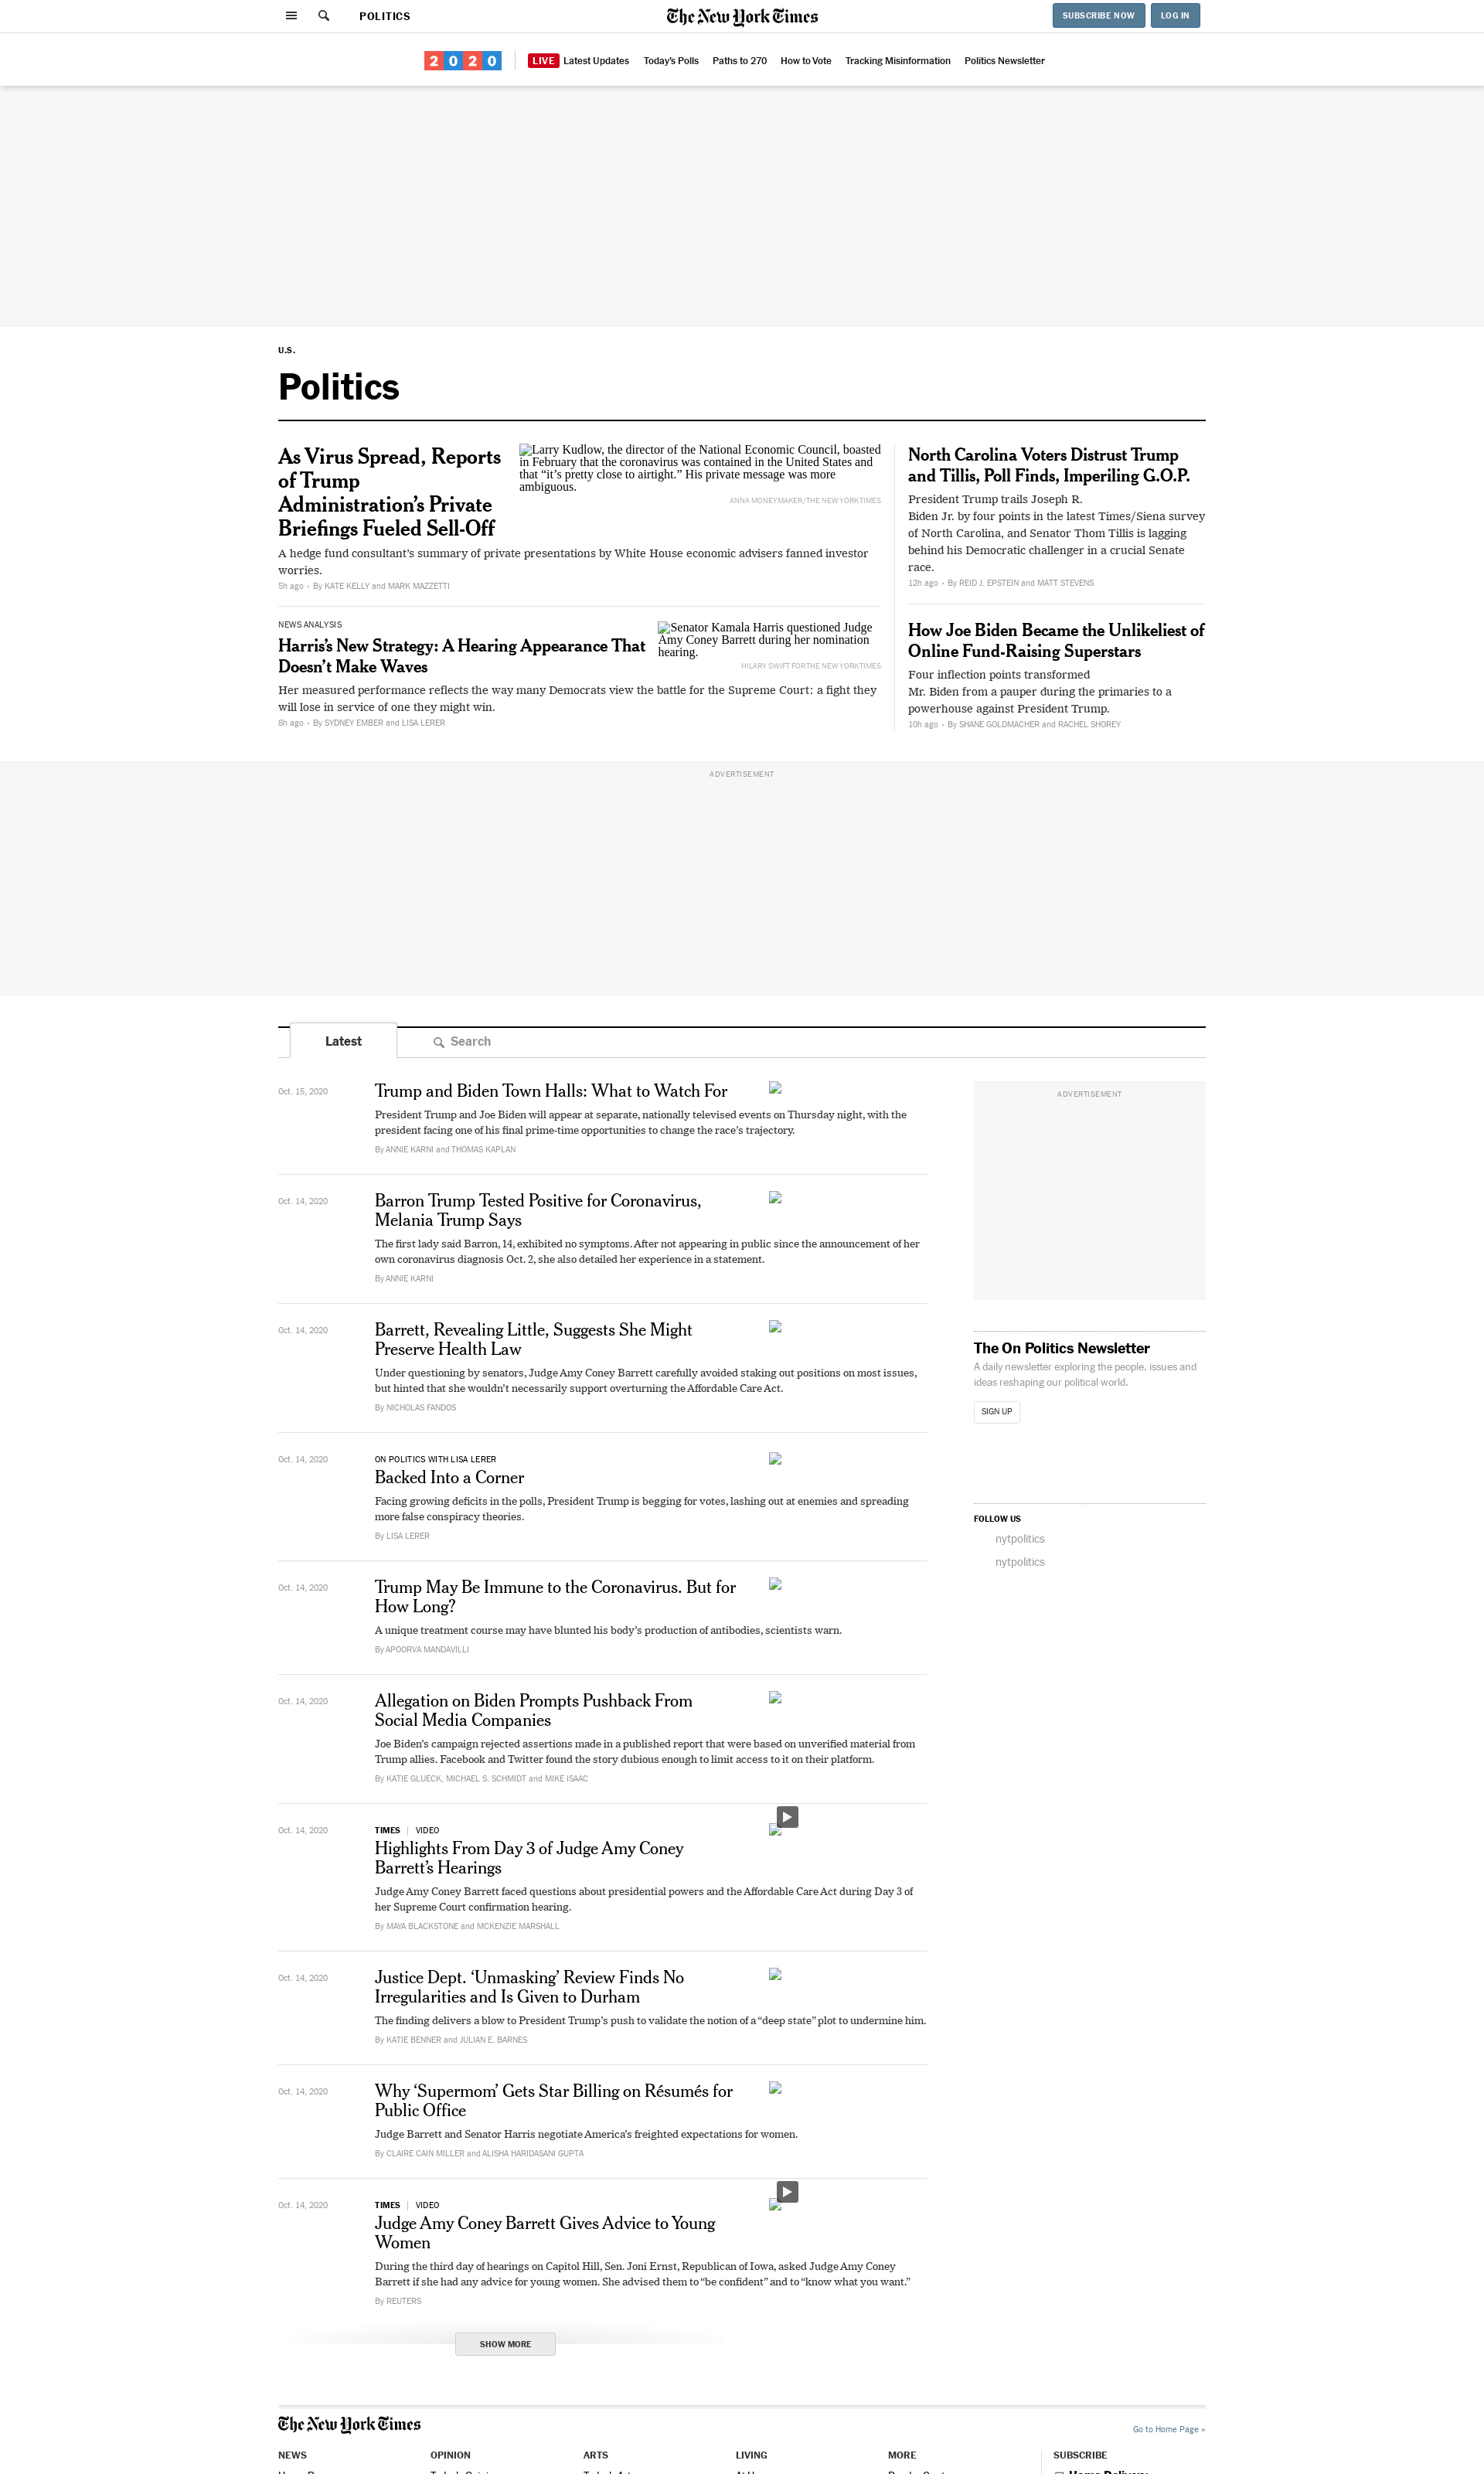 POLITICS
The New York Times
SUBSCRIBE NOW
LOG IN
2020
LIVE Latest Updates
Today's Polls
Paths to 270
How to Vote
Tracking Misinformation
Politics Newsletter
U.S.
Politics
As Virus Spread, Reports
of Trump
Administration’s Private
Briefings Fueled Sell-Off
Larry Kudlow, the director of the National Economic Council, boasted
in February that the coronavirus was contained in the United States and
that “it’s pretty close to airtight.” His private message was more
ambiguous.
ANNA MONEYMAKER/THE NEW YORK TIMES
A hedge fund consultant’s summary of private presentations by White House economic advisers fanned investor
worries.
5h ago • By KATE KELLY and MARK MAZZETTI
NEWS ANALYSIS
Harris’s New Strategy: A Hearing Appearance That
Doesn’t Make Waves
Senator Kamala Harris questioned Judge
Amy Coney Barrett during her nomination
hearing.
HILARY SWIFT FOR THE NEW YORK TIMES
Her measured performance reflects the way many Democrats view the battle for the Supreme Court: a fight they
will lose in service of one they might win.
8h ago • By SYDNEY EMBER and LISA LERER
North Carolina Voters Distrust Trump
and Tillis, Poll Finds, Imperiling G.O.P.
President Trump trails Joseph R.
Biden Jr. by four points in the latest Times/Siena survey
of North Carolina, and Senator Thom Tillis is lagging
behind his Democratic challenger in a crucial Senate
race.
12h ago • By REID J. EPSTEIN and MATT STEVENS
How Joe Biden Became the Unlikeliest of
Online Fund-Raising Superstars
Four inflection points transformed
Mr. Biden from a pauper during the primaries to a
powerhouse against President Trump.
10h ago • By SHANE GOLDMACHER and RACHEL SHOREY
ADVERTISEMENT
Latest
Search
Oct. 15, 2020
Trump and Biden Town Halls: What to Watch For
President Trump and Joe Biden will appear at separate, nationally televised events on Thursday night, with the
president facing one of his final prime-time opportunities to change the race’s trajectory.
By ANNIE KARNI and THOMAS KAPLAN
Oct. 14, 2020
Barron Trump Tested Positive for Coronavirus,
Melania Trump Says
The first lady said Barron, 14, exhibited no symptoms. After not appearing in public since the announcement of her
own coronavirus diagnosis Oct. 2, she also detailed her experience in a statement.
By ANNIE KARNI
Oct. 14, 2020
Barrett, Revealing Little, Suggests She Might
Preserve Health Law
Under questioning by senators, Judge Amy Coney Barrett carefully avoided staking out positions on most issues,
but hinted that she wouldn’t necessarily support overturning the Affordable Care Act.
By NICHOLAS FANDOS
Oct. 14, 2020
ON POLITICS WITH LISA LERER
Backed Into a Corner
Facing growing deficits in the polls, President Trump is begging for votes, lashing out at enemies and spreading
more false conspiracy theories.
By LISA LERER
Oct. 14, 2020
Trump May Be Immune to the Coronavirus. But for
How Long?
A unique treatment course may have blunted his body’s production of antibodies, scientists warn.
By APOORVA MANDAVILLI
Oct. 14, 2020
Allegation on Biden Prompts Pushback From
Social Media Companies
Joe Biden’s campaign rejected assertions made in a published report that were based on unverified material from
Trump allies. Facebook and Twitter found the story dubious enough to limit access to it on their platform.
By KATIE GLUECK, MICHAEL S. SCHMIDT and MIKE ISAAC
Oct. 14, 2020
TIMES | VIDEO
Highlights From Day 3 of Judge Amy Coney
Barrett’s Hearings
Judge Amy Coney Barrett faced questions about presidential powers and the Affordable Care Act during Day 3 of
her Supreme Court confirmation hearing.
By MAYA BLACKSTONE and MCKENZIE MARSHALL
Oct. 14, 2020
Justice Dept. ‘Unmasking’ Review Finds No
Irregularities and Is Given to Durham
The finding delivers a blow to President Trump’s push to validate the notion of a “deep state” plot to undermine him.
By KATIE BENNER and JULIAN E. BARNES
Oct. 14, 2020
Why ‘Supermom’ Gets Star Billing on Résumés for
Public Office
Judge Barrett and Senator Harris negotiate America’s freighted expectations for women.
By CLAIRE CAIN MILLER and ALISHA HARIDASANI GUPTA
Oct. 14, 2020
TIMES | VIDEO
Judge Amy Coney Barrett Gives Advice to Young
Women
During the third day of hearings on Capitol Hill, Sen. Joni Ernst, Republican of Iowa, asked Judge Amy Coney
Barrett if she had any advice for young women. She advised them to “be confident” and to “know what you want.”
By REUTERS
SHOW MORE
ADVERTISEMENT
The On Politics Newsletter
A daily newsletter exploring the people, issues and
ideas reshaping our political world.
SIGN UP
FOLLOW US
nytpolitics
nytpolitics
The New York Times
Go to Home Page »
NEWS
OPINION
ARTS
LIVING
MORE
SUBSCRIBE